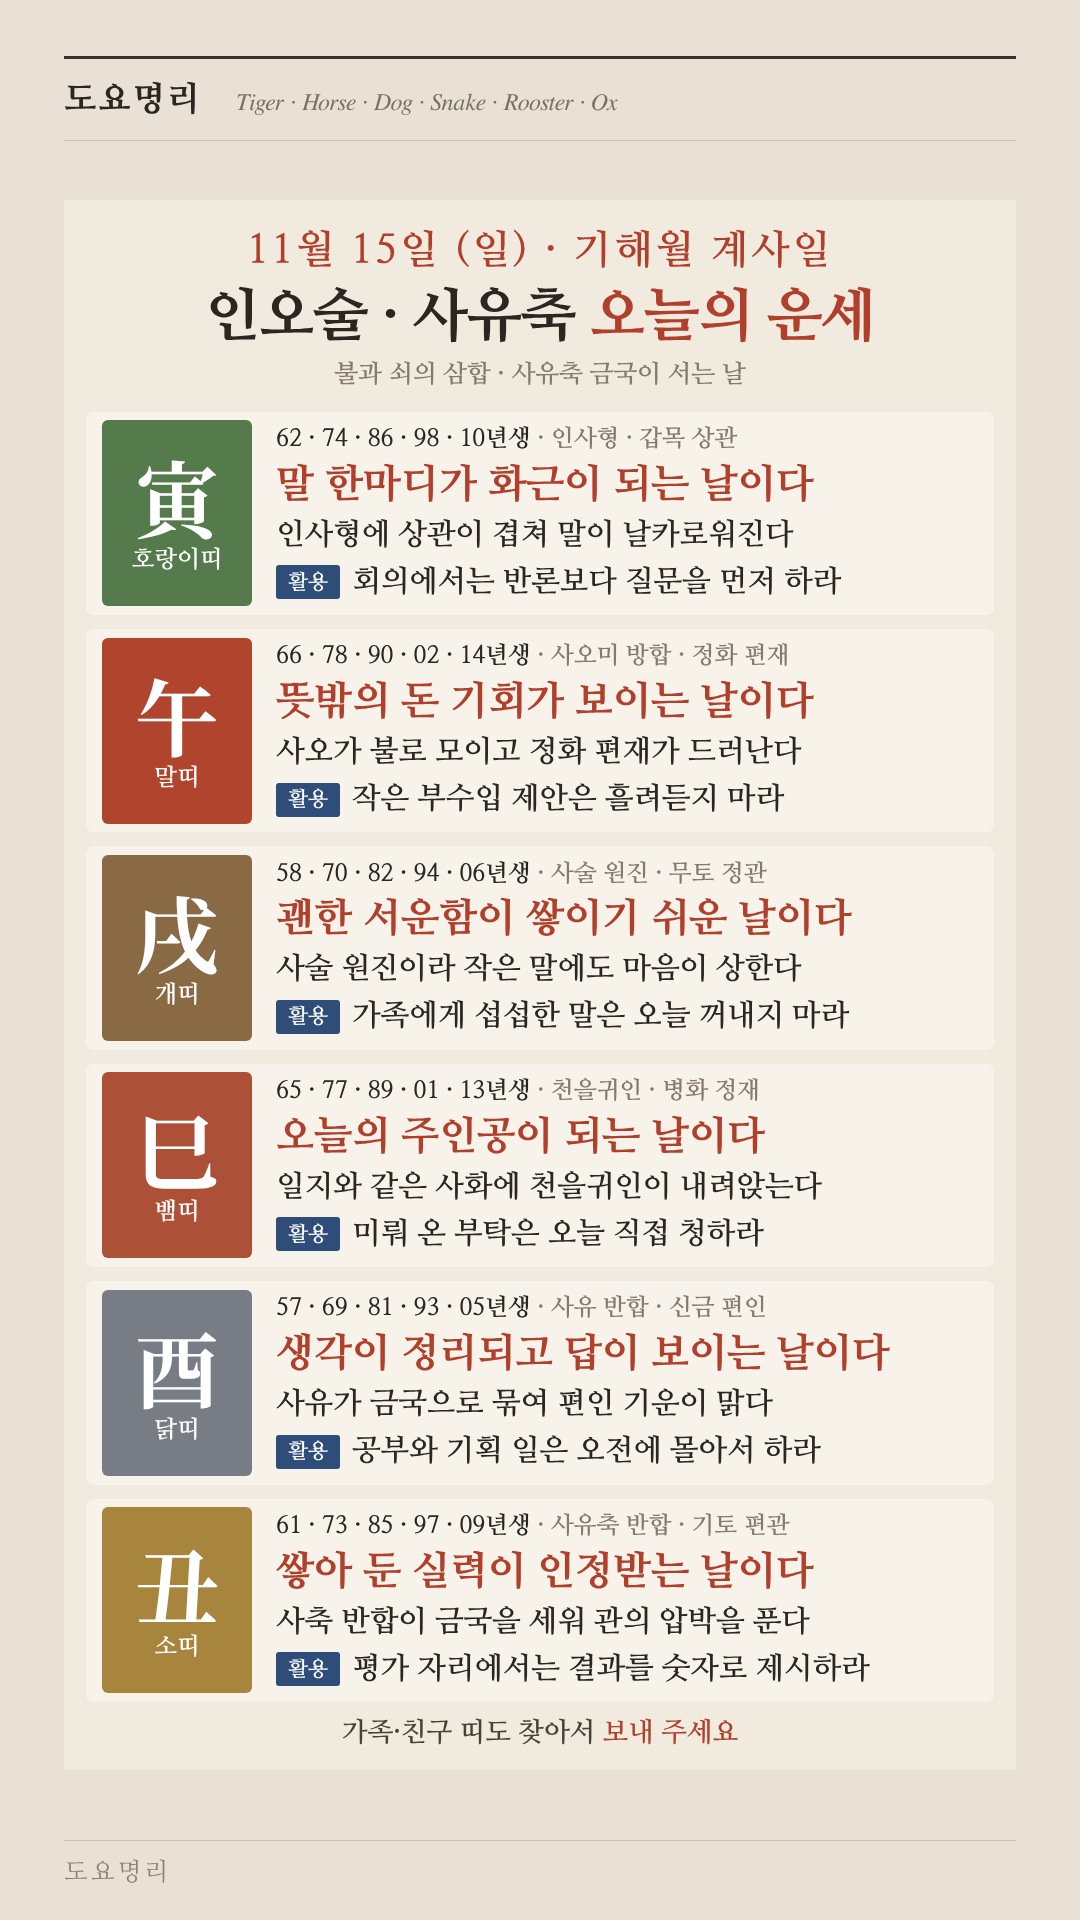 도요명리 Tiger · Horse · Dog · Snake · Rooster · Ox
11월 15일 (일) · 기해월 계사일
인오술 · 사유축 오늘의 운세
불과 쇠의 삼합 · 사유축 금국이 서는 날
寅
호랑이띠
62 · 74 · 86 · 98 · 10년생 · 인사형 · 갑목 상관
말 한마디가 화근이 되는 날이다
인사형에 상관이 겹쳐 말이 날카로워진다
활용 회의에서는 반론보다 질문을 먼저 하라
午
말띠
66 · 78 · 90 · 02 · 14년생 · 사오미 방합 · 정화 편재
뜻밖의 돈 기회가 보이는 날이다
사오가 불로 모이고 정화 편재가 드러난다
활용 작은 부수입 제안은 흘려듣지 마라
戌
개띠
58 · 70 · 82 · 94 · 06년생 · 사술 원진 · 무토 정관
괜한 서운함이 쌓이기 쉬운 날이다
사술 원진이라 작은 말에도 마음이 상한다
활용 가족에게 섭섭한 말은 오늘 꺼내지 마라
巳
뱀띠
65 · 77 · 89 · 01 · 13년생 · 천을귀인 · 병화 정재
오늘의 주인공이 되는 날이다
일지와 같은 사화에 천을귀인이 내려앉는다
활용 미뤄 온 부탁은 오늘 직접 청하라
酉
닭띠
57 · 69 · 81 · 93 · 05년생 · 사유 반합 · 신금 편인
생각이 정리되고 답이 보이는 날이다
사유가 금국으로 묶여 편인 기운이 맑다
활용 공부와 기획 일은 오전에 몰아서 하라
丑
소띠
61 · 73 · 85 · 97 · 09년생 · 사유축 반합 · 기토 편관
쌓아 둔 실력이 인정받는 날이다
사축 반합이 금국을 세워 관의 압박을 푼다
활용 평가 자리에서는 결과를 숫자로 제시하라
가족·친구 띠도 찾아서 보내 주세요
도요명리